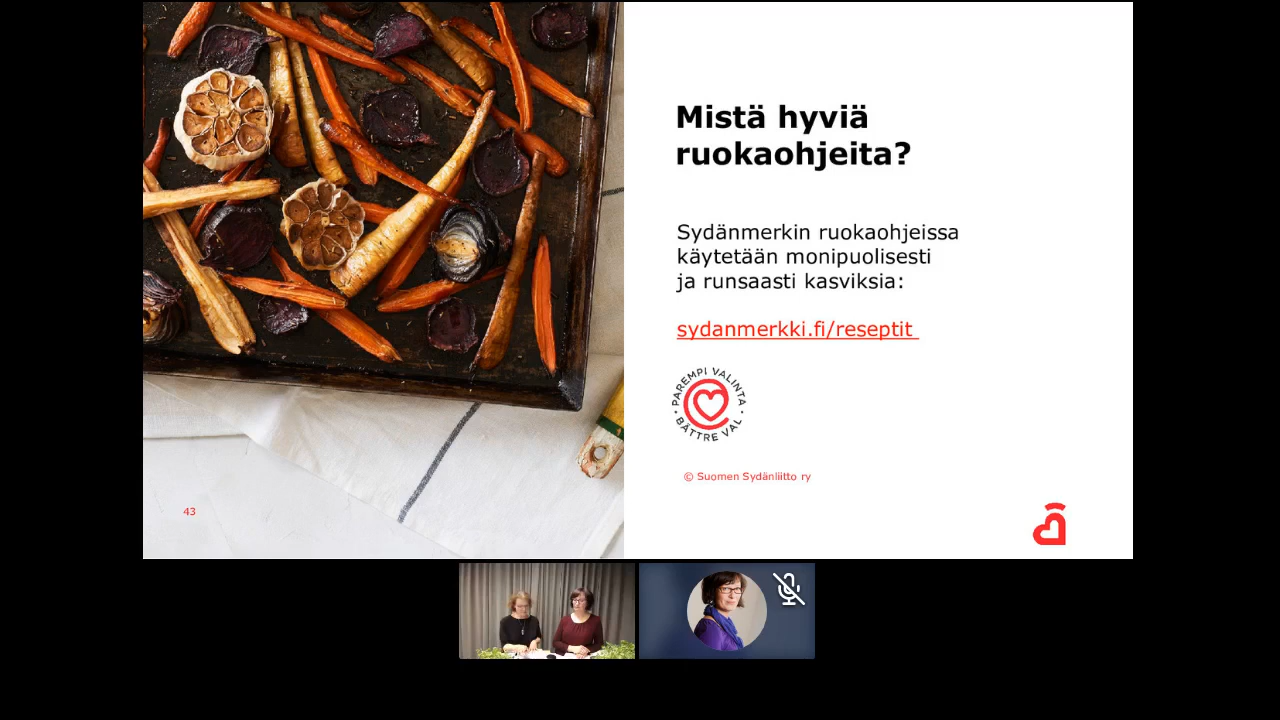 Mistä hyviä
ruokaohjeita?
Sydänmerkin ruokaohjeissa
käytetään monipuolisesti
ja runsaasti kasviksia:
sydanmerkki.fi/reseptit
PAREMPI VALINTA
BÄTTRE VAL
© Suomen Sydänliitto ry
43